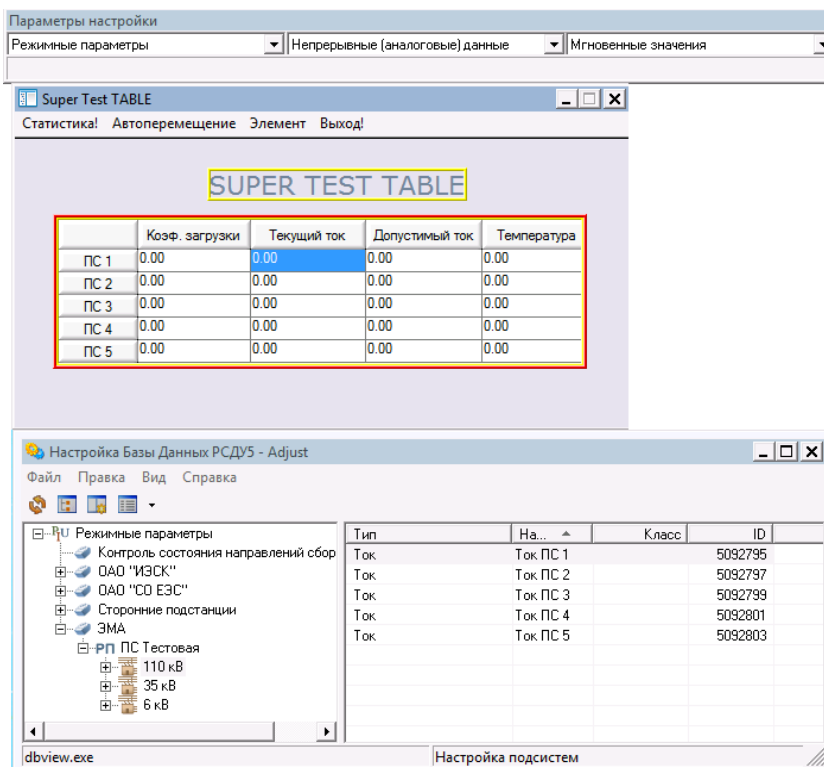 Параметры настройки
Режимные параметры Непрерывные (аналоговые) данные Мгновенные значения
Super Test TABLE
Статистика! Автоперемещение Элемент Выход!
SUPER TEST TABLE
Коэф. загрузки Текущий ток Допустимый ток Температура
ПС 1 0.00 0.00 0.00 0.00
ПС 2 0.00 0.00 0.00 0.00
ПС 3 0.00 0.00 0.00 0.00
ПС 4 0.00 0.00 0.00 0.00
ПС 5 0.00 0.00 0.00 0.00
Настройка Базы Данных РСДУ5 - Adjust
Файл Правка Вид Справка
Режимные параметры
Контроль состояния направлений сбор
ОАО "ИЭСК"
ОАО "СО ЕЭС"
Сторонние подстанции
ЭМА
РП ПС Тестовая
110 кВ
35 кВ
6 кВ
Тип На... Класс ID
Ток Ток ПС 1 5092795
Ток Ток ПС 2 5092797
Ток Ток ПС 3 5092799
Ток Ток ПС 4 5092801
Ток Ток ПС 5 5092803
dbview.exe Настройка подсистем